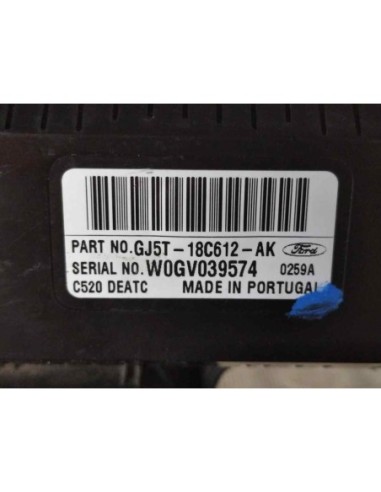 PART NO.GJ5T-18C612-AK Ford
SERIAL NO.W0GV039574 0259A
C520 DEATC MADE IN PORTUGAL